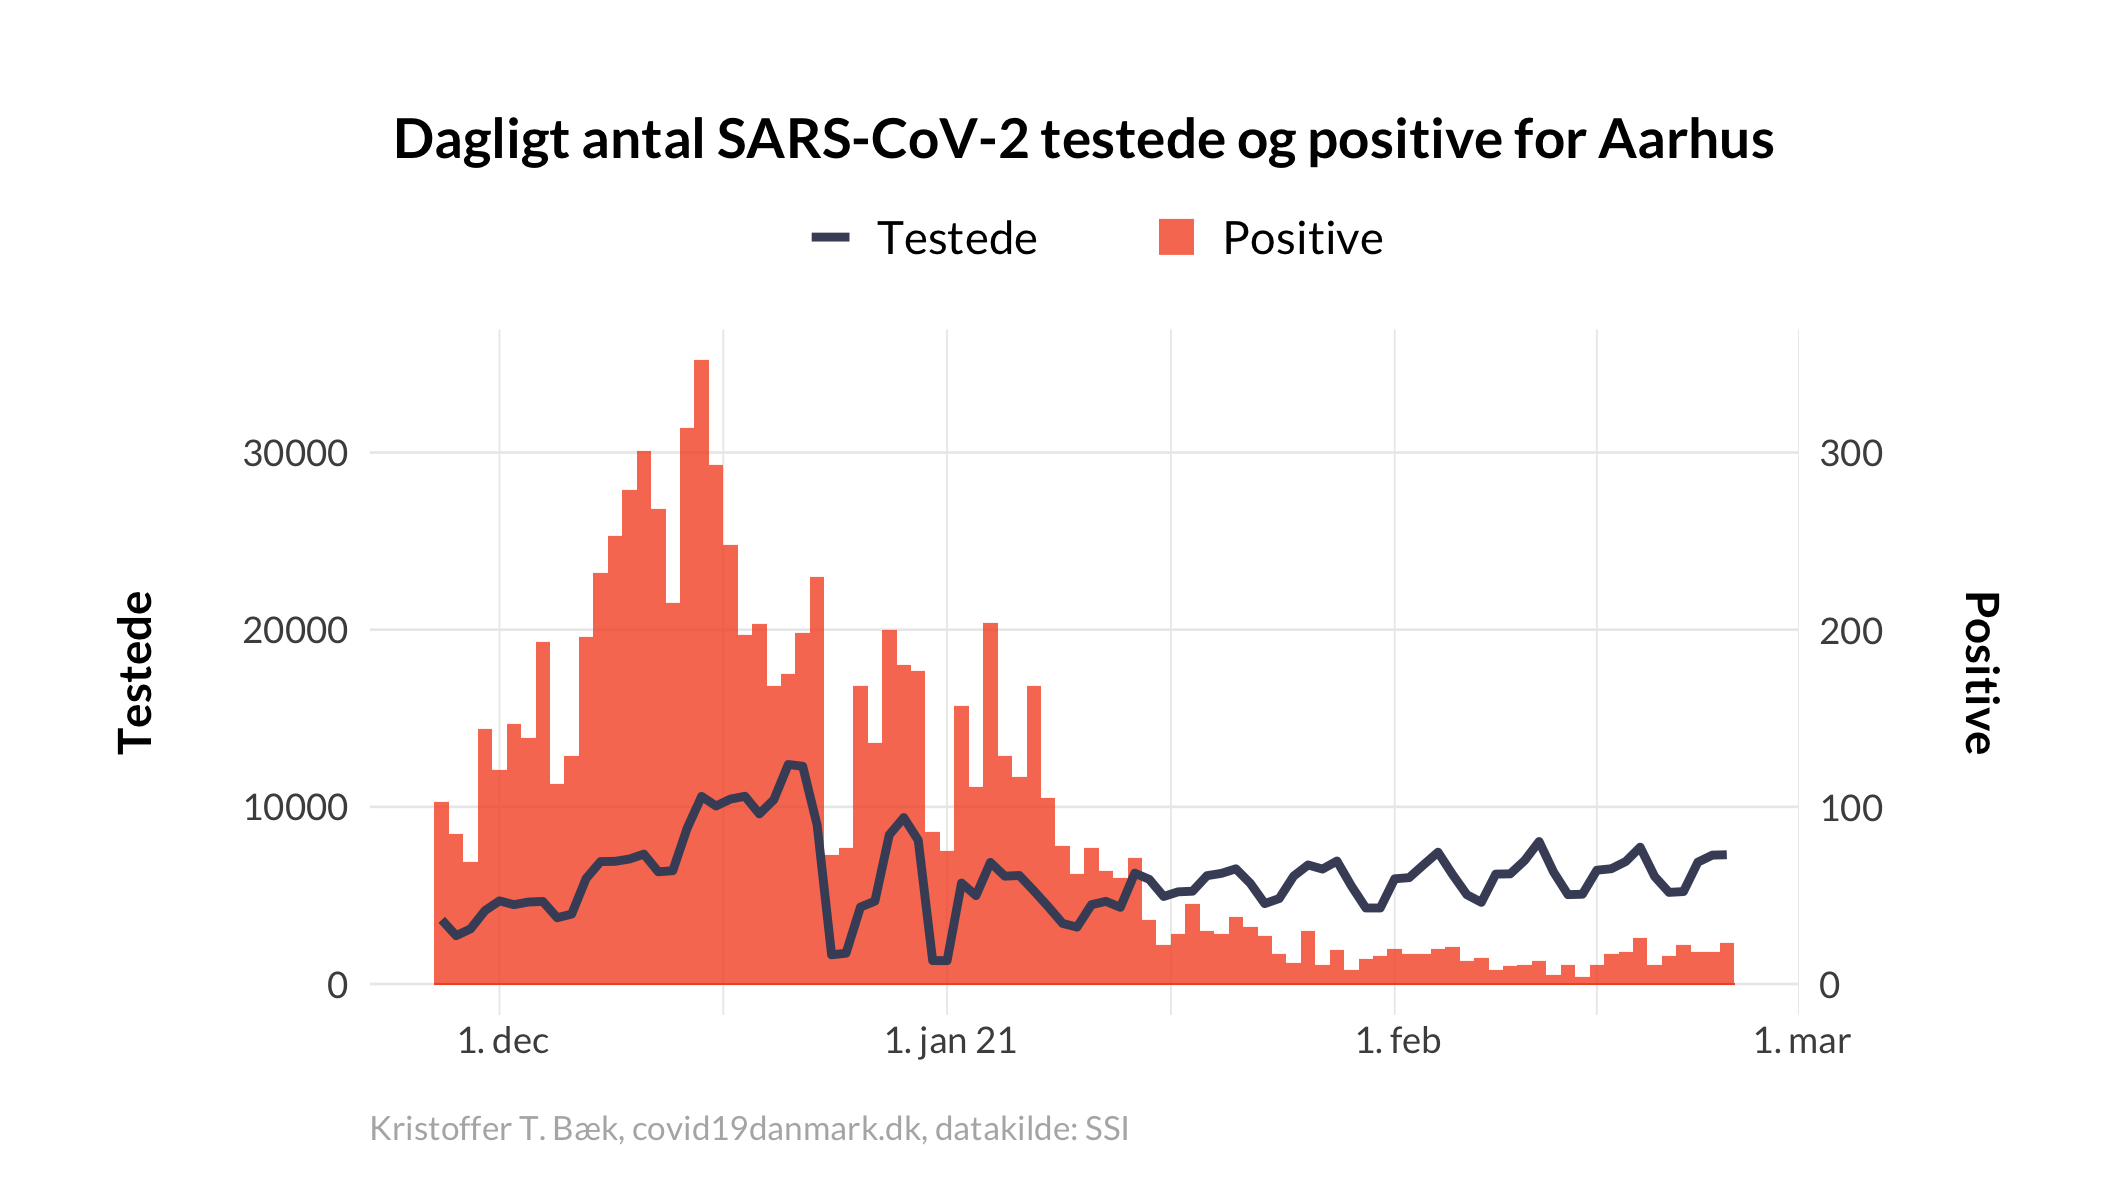 Dagligt antal SARS-CoV-2 testede og positive for Aarhus
Testede
Positive
30000
20000
10000
0
300
200
100
0
Testede
Positive
1. dec
1. jan 21
1. feb
1. mar
Kristoffer T. Bæk, covid19danmark.dk, datakilde: SSI